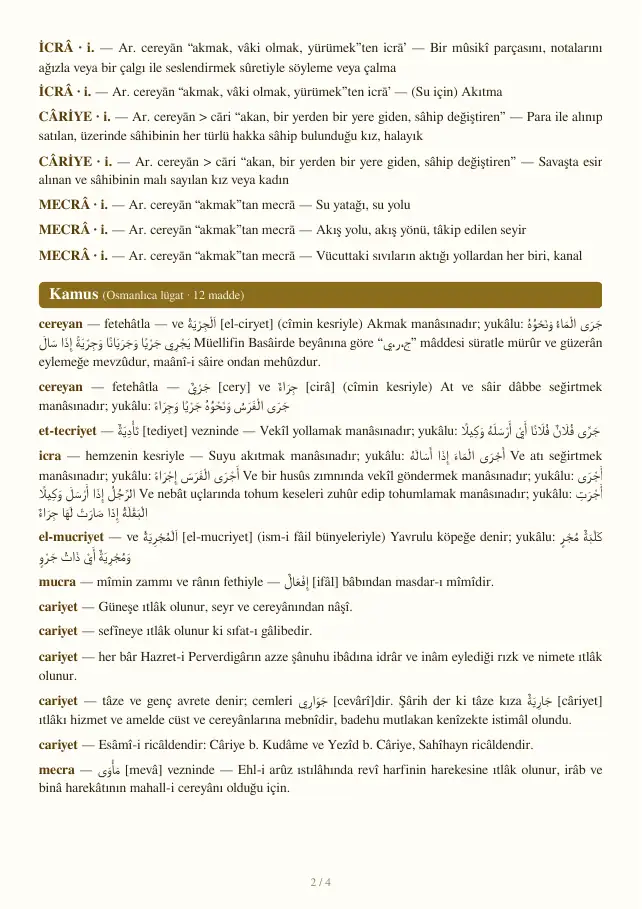 İCRÂ · i. — Ar. cereyān “akmak, vâki olmak, yürümek”ten icrā’ — Bir mûsikî parçasını, notalarını
ağızla veya bir çalgı ile seslendirmek sûretiyle söyleme veya çalma
İCRÂ · i. — Ar. cereyān “akmak, vâki olmak, yürümek”ten icrā’ — (Su için) Akıtma
CÂRİYE · i. — Ar. cereyān > cāri “akan, bir yerden bir yere giden, sâhip değiştiren” — Para ile alınıp
satılan, üzerinde sâhibinin her türlü hakka sâhip bulunduğu kız, halayık
CÂRİYE · i. — Ar. cereyān > cāri “akan, bir yerden bir yere giden, sâhip değiştiren” — Savaşta esir
alınan ve sâhibinin malı sayılan kız veya kadın
MECRÂ · i. — Ar. cereyān “akmak”tan mecrā — Su yatağı, su yolu
MECRÂ · i. — Ar. cereyān “akmak”tan mecrā — Akış yolu, akış yönü, tâkip edilen seyir
MECRÂ · i. — Ar. cereyān “akmak”tan mecrā — Vücuttaki sıvıların aktığı yollardan her biri, kanal
Kamus (Osmanlıca lügat · 12 madde)
cereyan — fetehâtla — ve اَلْجِرْيَةُ [el-ciryet] (cîmin kesriyle) Akmak manâsınadır; yukâlu: جَرَى الْمَاءُ وَنَحْوُهُ
يَجْرِي جَرْيًا وَجَرَيَانًا وَجِرْيَةً إِذَا سَالَ Müellifin Basâirde beyânına göre “ج،ر،ي” mâddesi süratle mürûr ve güzerân
eylemeğe mevzûdur, maânî-i sâire ondan mehûzdur.
cereyan — fetehâtla — جَرْيٌ [cery] ve جِرَاءٌ [cirâ] (cîmin kesriyle) At ve sâir dâbbe seğirtmek
manâsınadır; yukâlu: جَرَى الْفَرَسُ وَنَحْوُهُ جَرْيًا وَجِرَاءً
et-tecriyet — تَأْدِيَةٌ [tediyet] vezninde — Vekîl yollamak manâsınadır; yukâlu: جَرَّى فُلَانٌ فُلَانًا أَيْ أَرْسَلَهُ وَكِيلًا
icra — hemzenin kesriyle — Suyu akıtmak manâsınadır; yukâlu: أَجْرَى الْمَاءَ إِذَا أَسَالَهُ Ve atı seğirtmek
manâsınadır; yukâlu: أَجْرَى الْفَرَسَ إِجْرَاءً Ve bir husûs zımnında vekîl göndermek manâsınadır; yukâlu: أَجْرَى
الرَّجُلُ إِذَا أَرْسَلَ وَكِيلًا Ve nebât uçlarında tohum keseleri zuhûr edip tohumlamak manâsınadır; yukâlu: أَجْرَتِ
الْبَقْلَةُ إِذَا صَارَتْ لَهَا جِرَاءٌ
el-mucriyet — ve اَلْمُجْرِيَةُ [el-mucriyet] (ism-i fâil bünyeleriyle) Yavrulu köpeğe denir; yukâlu: كَلْبَةٌ مُجْرٍ
وَمُجْرِيَةٌ أَيْ ذَاتُ جَرْوٍ
mucra — mîmin zammı ve rânın fethiyle — إِفْعَالٌ [ifâl] bâbından masdar-ı mîmîdir.
cariyet — Güneşe ıtlâk olunur, seyr ve cereyânından nâşî.
cariyet — sefîneye ıtlâk olunur ki sıfat-ı gâlibedir.
cariyet — her bâr Hazret-i Perverdigârın azze şânuhu ibâdına idrâr ve inâm eylediği rızk ve nimete ıtlâk
olunur.
cariyet — tâze ve genç avrete denir; cemleri جَوَارِي [cevârî]dir. Şârih der ki tâze kıza جَارِيَةٌ [câriyet]
ıtlâkı hizmet ve amelde cüst ve cereyânlarına mebnîdir, badehu mutlakan kenîzekte istimâl olundu.
cariyet — Esâmî-i ricâldendir: Câriye b. Kudâme ve Yezîd b. Câriye, Sahîhayn ricâldendir.
mecra — مَأْوَى [mevâ] vezninde — Ehl-i arûz ıstılâhında revî harfinin harekesine ıtlâk olunur, irâb ve
binâ harekâtının mahall-i cereyânı olduğu için.
2 / 4